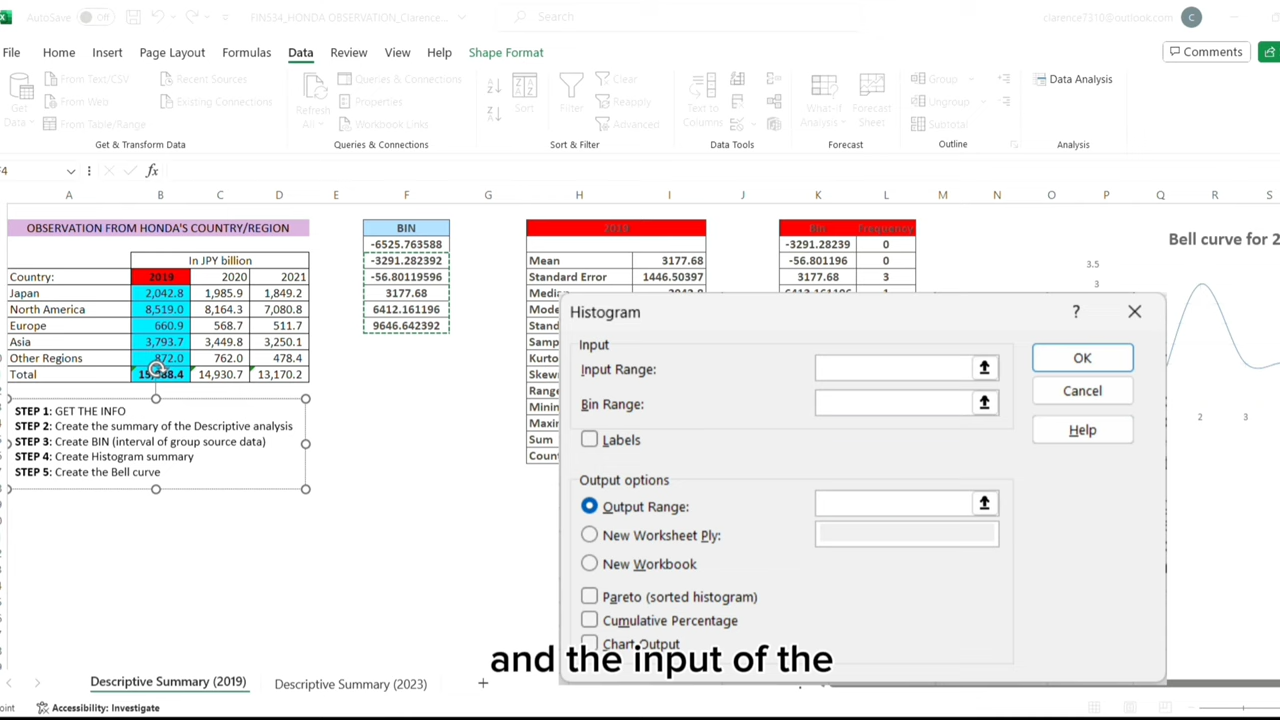 AutoSave Off FIN534_HONDA OBSERVATION_Clarence... Search clarence7310@outlook.com C
File Home Insert Page Layout Formulas Data Review View Help Shape Format Comments
Get Data From Text/CSV Recent Sources Refresh All Queries & Connections Sort Filter Clear Text to Columns What-If Analysis Forecast Sheet Group Data Analysis
From Web Existing Connections Properties Reapply Ungroup
From Table/Range Workbook Links Advanced Subtotal
Get & Transform Data Queries & Connections Sort & Filter Data Tools Forecast Outline Analysis
F4 fx
A B C D E F G H I J K L M N O P Q R S
OBSERVATION FROM HONDA'S COUNTRY/REGION
In JPY billion
Country: 2019 2020 2021
Japan 2,042.8 1,985.9 1,849.2
North America 8,519.0 8,164.3 7,080.8
Europe 660.9 568.7 511.7
Asia 3,793.7 3,449.8 3,250.1
Other Regions 872.0 762.0 478.4
Total 14,930.7 13,170.2
STEP 1: GET THE INFO
STEP 2: Create the summary of the Descriptive analysis
STEP 3: Create BIN (interval of group source data)
STEP 4: Create Histogram summary
STEP 5: Create the Bell curve
BIN
-6525.763588
-3291.282392
-56.80119596
3177.68
6412.161196
9646.642392
2019
Mean 3177.68
Standard Error 1446.50397
Bin Frequency
-3291.28239 0
-56.801196 0
3177.68 3
Bell curve for 2
3.5
3
2 3
Histogram ?
Input
Input Range:
Bin Range:
Labels
Output options
Output Range:
New Worksheet Ply:
New Workbook
Pareto (sorted histogram)
Cumulative Percentage
Chart Output
OK
Cancel
Help
and the input of the
Descriptive Summary (2019) Descriptive Summary (2023)
Accessibility: Investigate